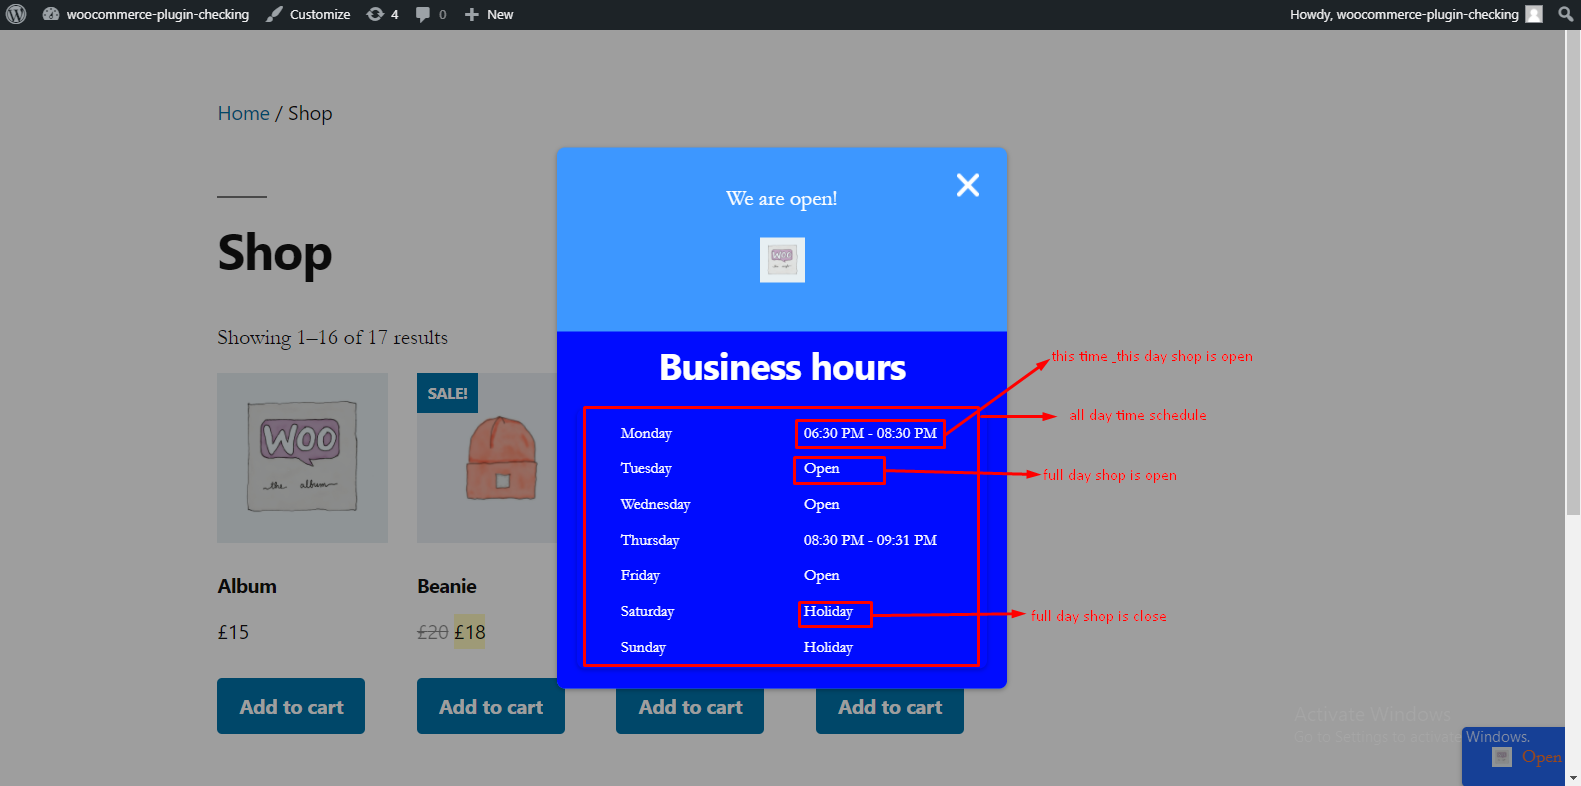 woocommerce-plugin-checking Customize 4 0 New Howdy, woocommerce-plugin-checking
Home / Shop
We are open!
WOO
Shop
Showing 1–16 of 17 results
Business hours
this time _this day shop is open
all day time schedule
Monday 06:30 PM - 08:30 PM
Tuesday Open
full day shop is open
Wednesday Open
Thursday 08:30 PM - 09:31 PM
Friday Open
Saturday Holiday
full day shop is close
Sunday Holiday
SALE!
WOO
the album
Album Beanie
£15 £20 £18
Add to cart Add to cart Add to cart Add to cart
Activate Windows
Go to Settings to activate Windows.
Open